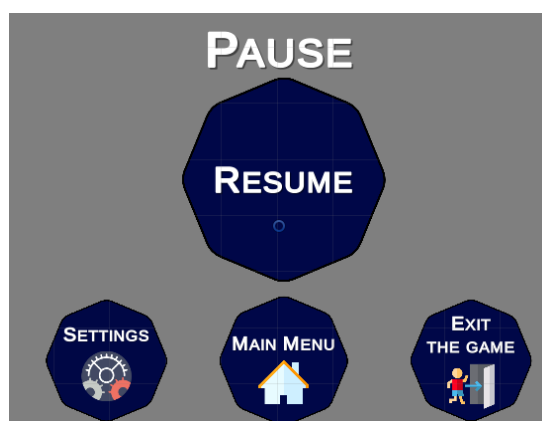 PAUSE
RESUME
SETTINGS
MAIN MENU
EXIT
THE GAME